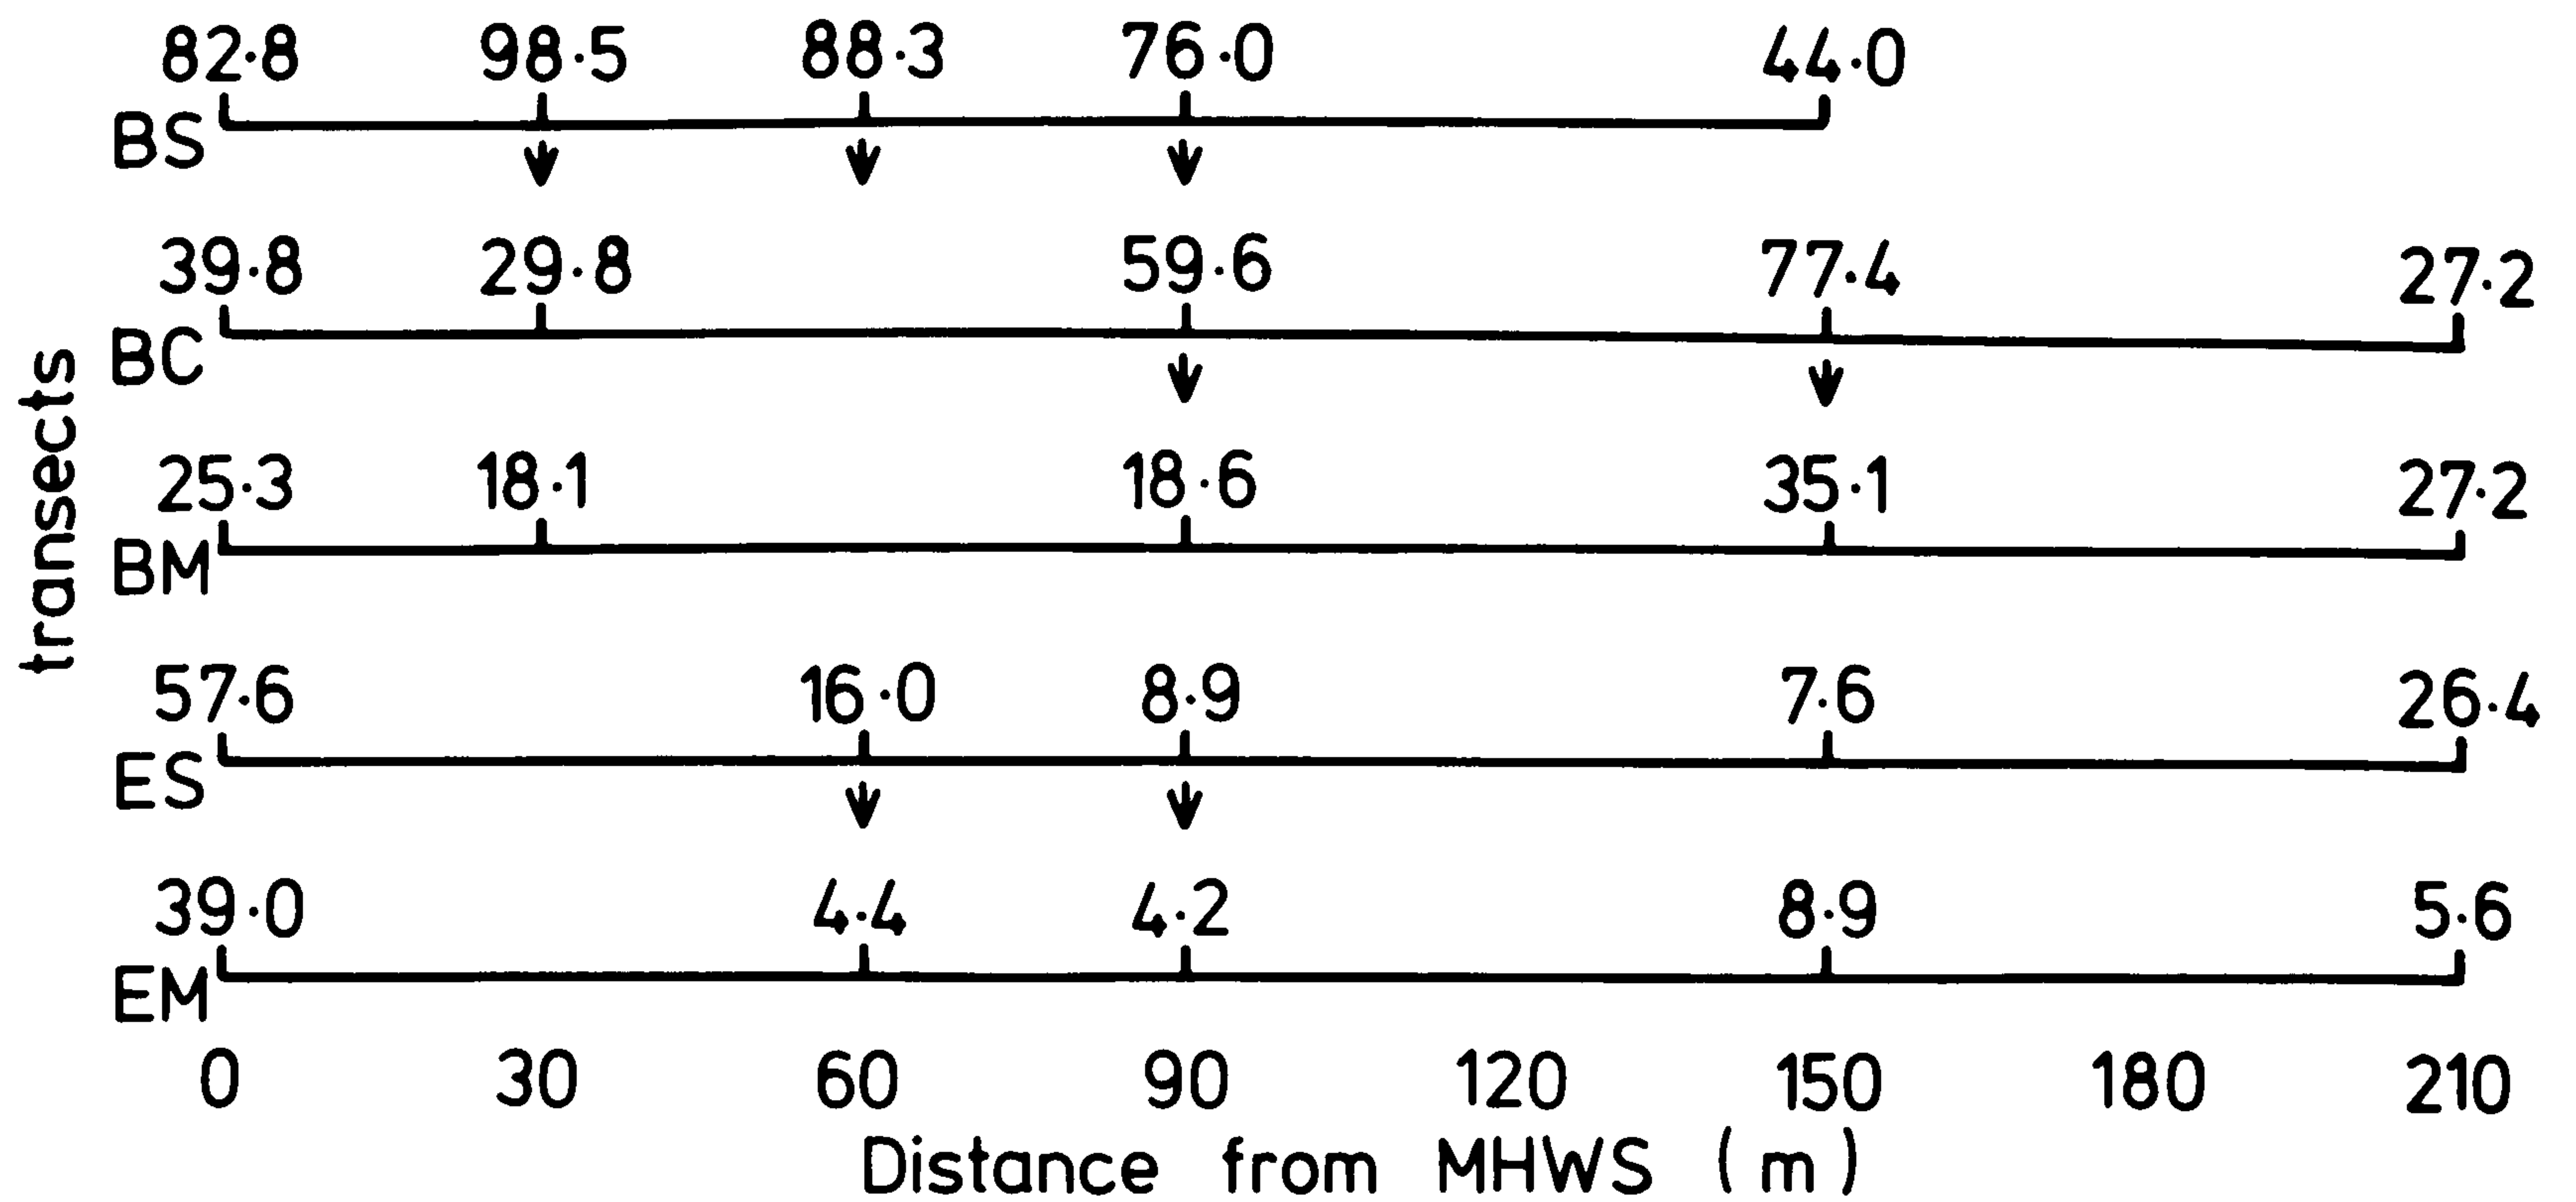 82·8 98·5 88·3 76·0 44·0
BS
39·8 29·8 59·6 77·4 27·2
BC
transects
25·3 18·1 18·6 35·1 27·2
BM
57·6 16·0 8·9 7·6 26·4
ES
39·0 4·4 4·2 8·9 5·6
EM
0 30 60 90 120 150 180 210
Distance from MHWS (m)